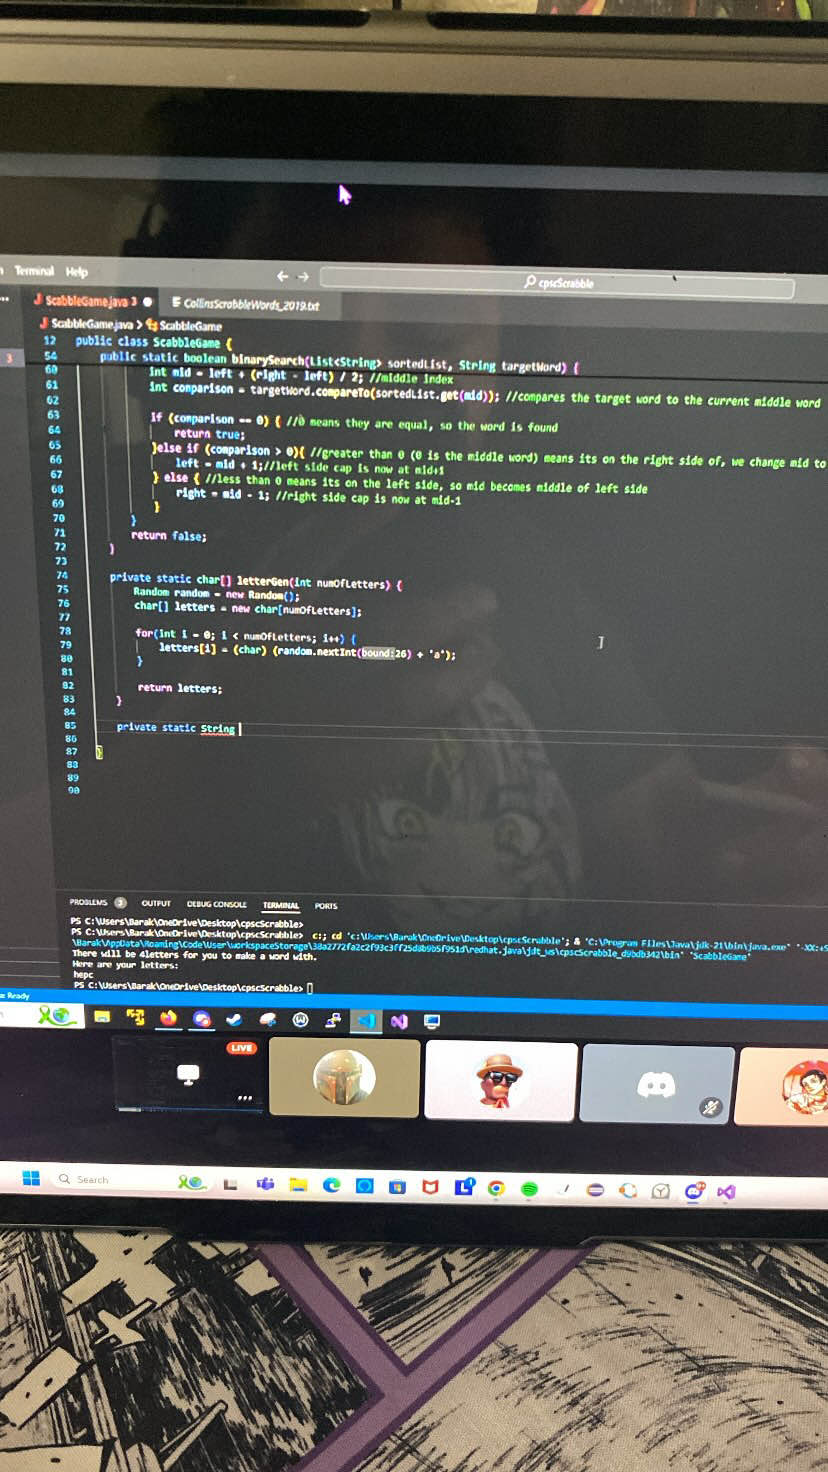 Terminal Help
cpscScrabble
ScabbleGame.java 3
CollinsScrabbleWords_2019.txt
ScabbleGame.java > ScabbleGame
3
12 public class ScabbleGame {
54 public static boolean binarySearch(List<String> sortedList, String targetWord) {
60 int mid = left + (right - left) / 2; //middle index
61 int comparison = targetWord.compareTo(sortedList.get(mid)); //compares the target word to the current middle word
62
63 if (comparison == 0) { //0 means they are equal, so the word is found
64 return true;
65 }else if (comparison > 0){ //greater than 0 (0 is the middle word) means its on the right side of, we change mid to
66 left = mid + 1;//left side cap is now at mid+1
67 } else { //less than 0 means its on the left side, so mid becomes middle of left side
68 right = mid - 1; //right side cap is now at mid-1
69 }
70 }
71 return false;
72 }
73
74 private static char[] letterGen(int numOfLetters) {
75 Random random = new Random();
76 char[] letters = new char[numOfLetters];
77
78 for(int i = 0; i < numOfLetters; i++) {
79 letters[i] = (char) (random.nextInt(bound:26) + 'a');
80 }
81
82 return letters;
83 }
84
85 private static String
86
87 }
88
89
90
PROBLEMS 3 OUTPUT DEBUG CONSOLE TERMINAL PORTS
PS C:\Users\Barak\OneDrive\Desktop\cpscScrabble>
PS C:\Users\Barak\OneDrive\Desktop\cpscScrabble> c:; cd 'c:\Users\Barak\OneDrive\Desktop\cpscScrabble'; & 'C:\Program Files\Java\jdk-21\bin\java.exe'
\Barak\AppData\Roaming\Code\User\workspaceStorage\38a2772fa2c2f93c3ff25d8b9b5f951d\redhat.java\jdt_ws\cpscScrabble_d9bdb342\bin' 'ScabbleGame'
There will be 4letters for you to make a word with.
Here are your letters:
hepc
PS C:\Users\Barak\OneDrive\Desktop\cpscScrabble>
Ready
LIVE
Search